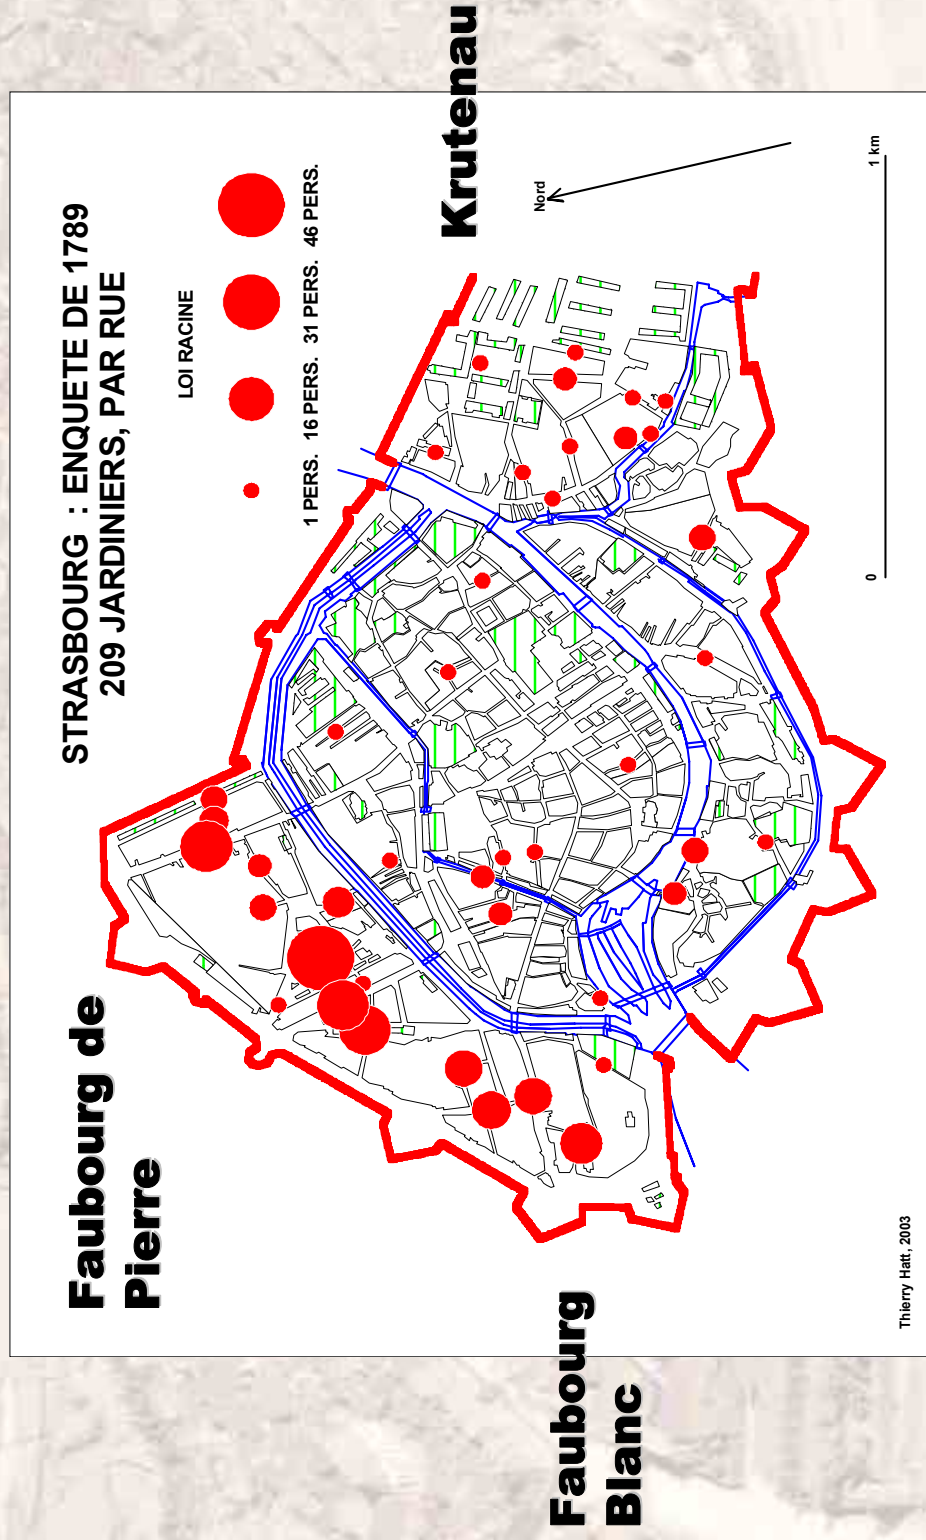 STRASBOURG : ENQUETE DE 1789
209 JARDINIERS, PAR RUE
LOI RACINE
1 PERS. 16 PERS. 31 PERS. 46 PERS.
Faubourg de
Pierre
Krutenau
Nord
Faubourg
Blanc
0 1 km
Thierry Hatt, 2003